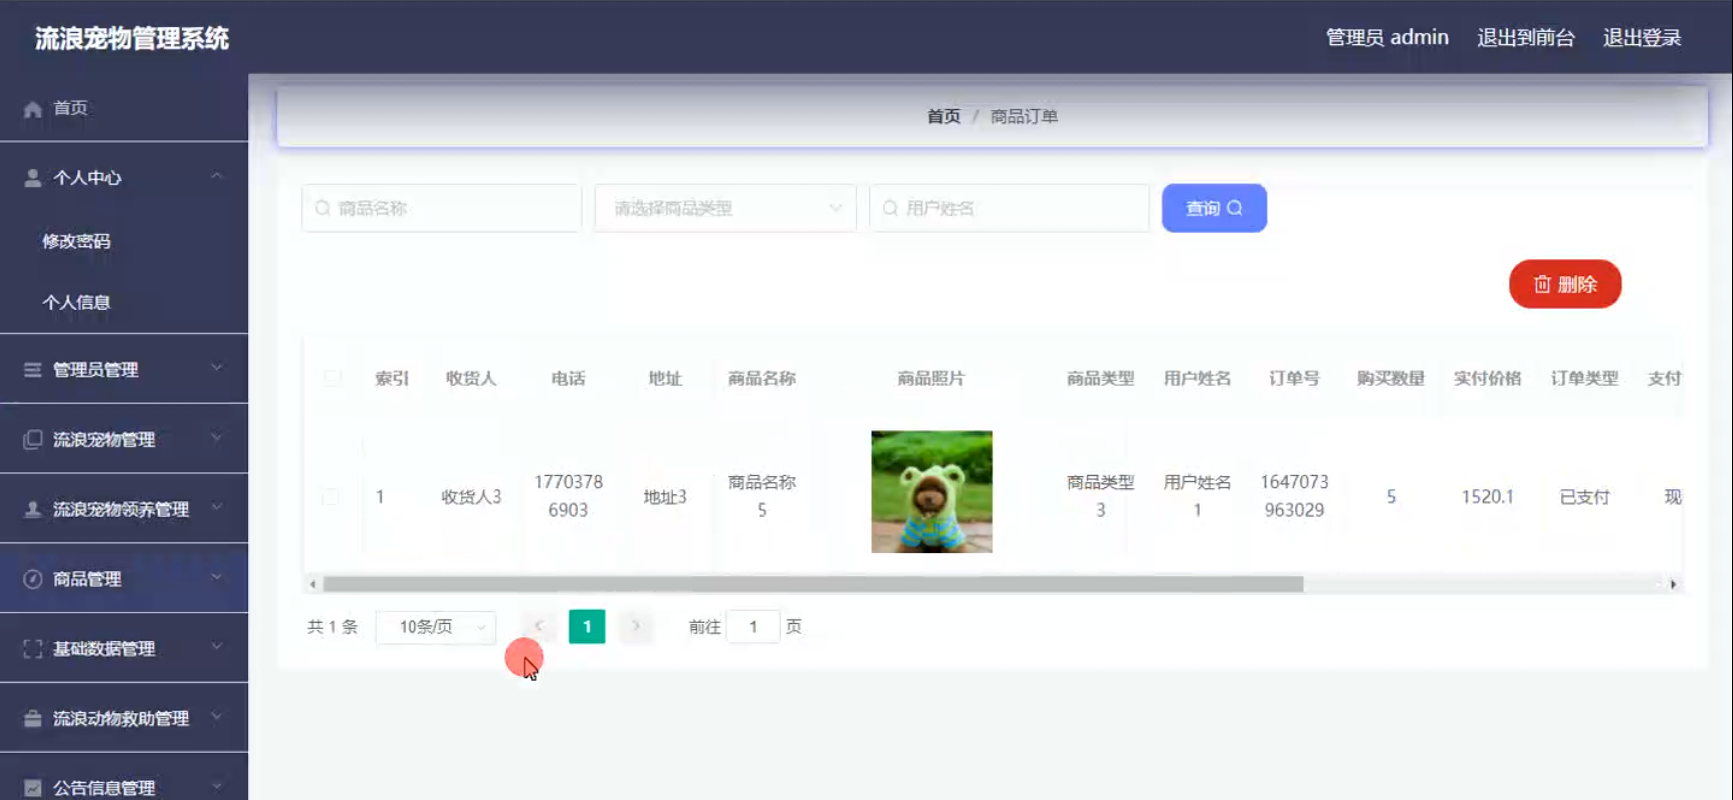 流浪宠物管理系统
管理员 admin 退出到前台 退出登录
首页
个人中心
修改密码
个人信息
管理员管理
流浪宠物管理
流浪宠物领养管理
商品管理
基础数据管理
流浪动物救助管理
公告信息管理
首页 / 商品订单
商品名称 请选择商品类型 用户姓名 查询
删除
索引 收货人 电话 地址 商品名称 商品照片 商品类型 用户姓名 订单号 购买数量 实付价格 订单类型 支付
1 收货人3 1770378 地址3 商品名称 商品类型 用户姓名 1647073 5 1520.1 已支付 现
6903 5 3 1 963029
共 1 条 10条/页 1 前往 1 页